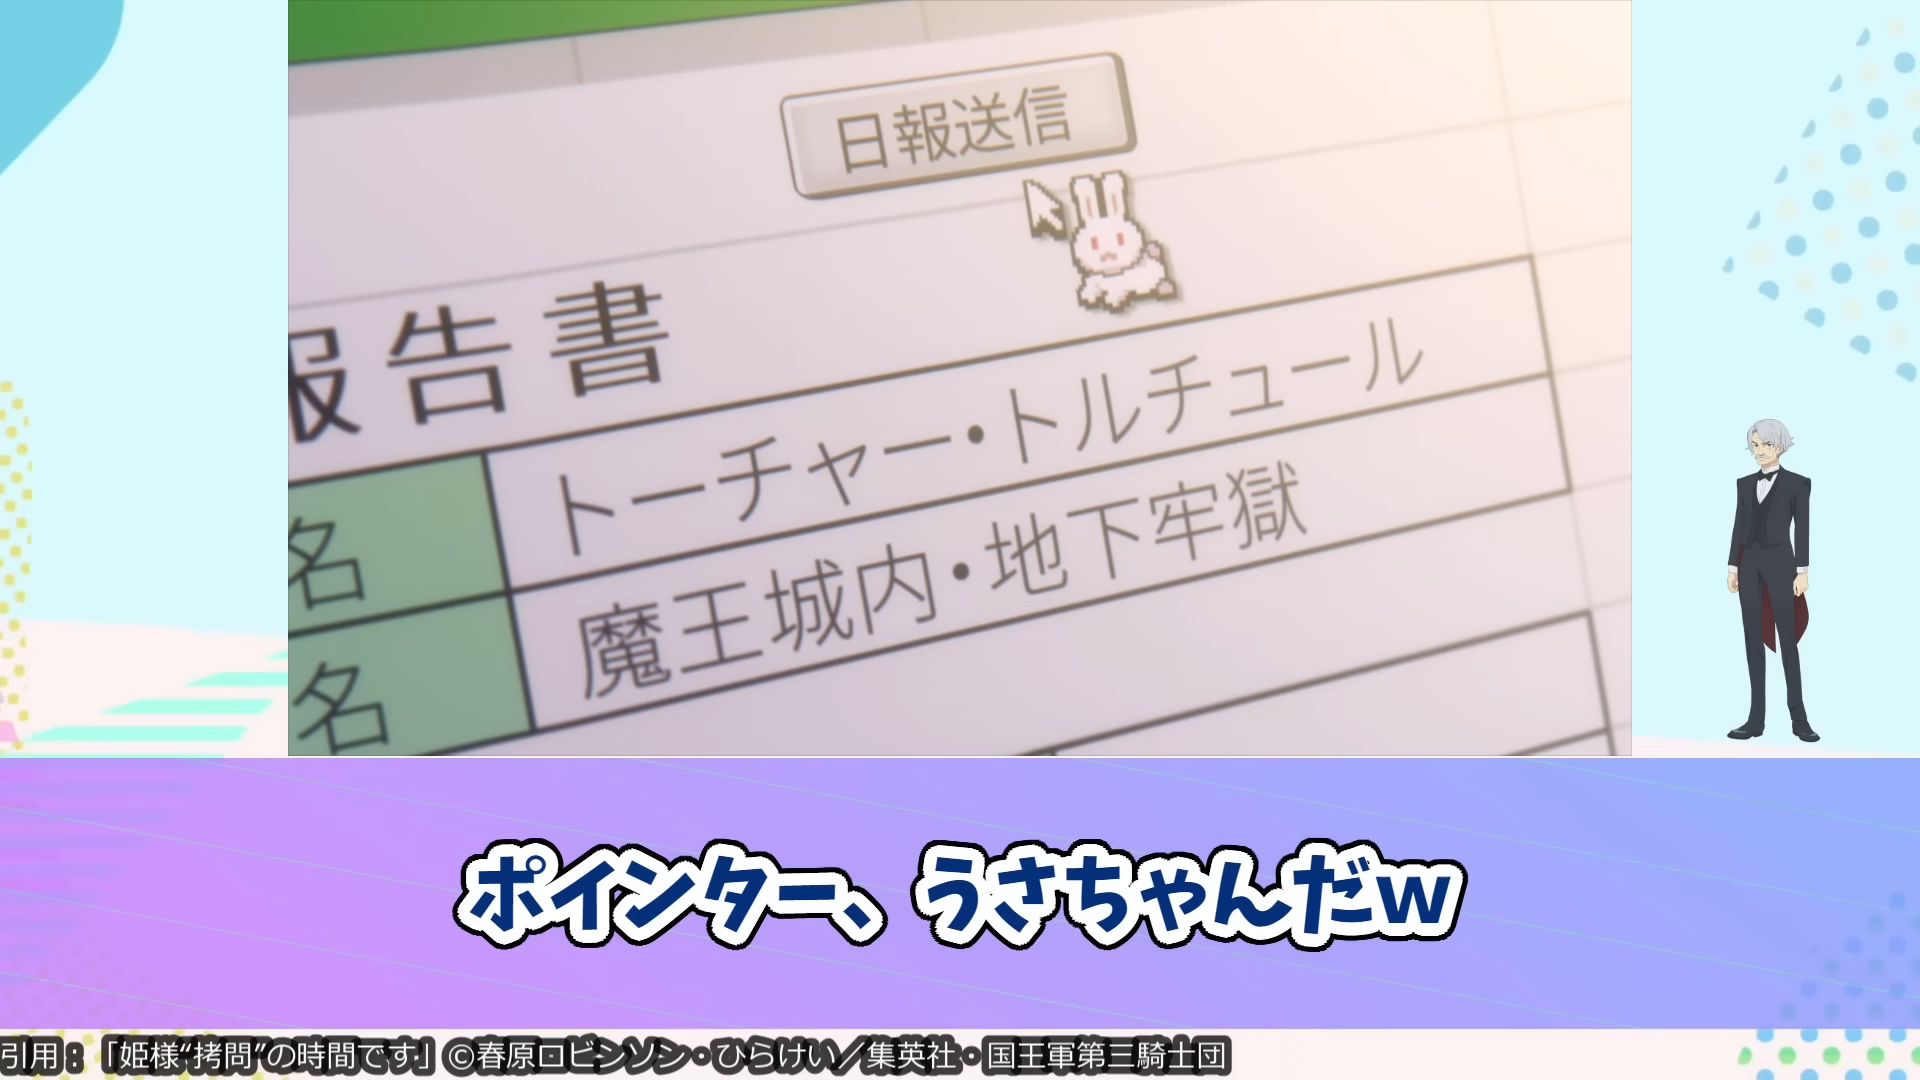 日報送信
報告書
名 トーチャー・トルチュール
名 魔王城内・地下牢獄
ポインター、うさちゃんだw
引用：「姫様“拷問”の時間です」©春原ロビンソン・ひらけい／集英社・国王軍第三騎士団